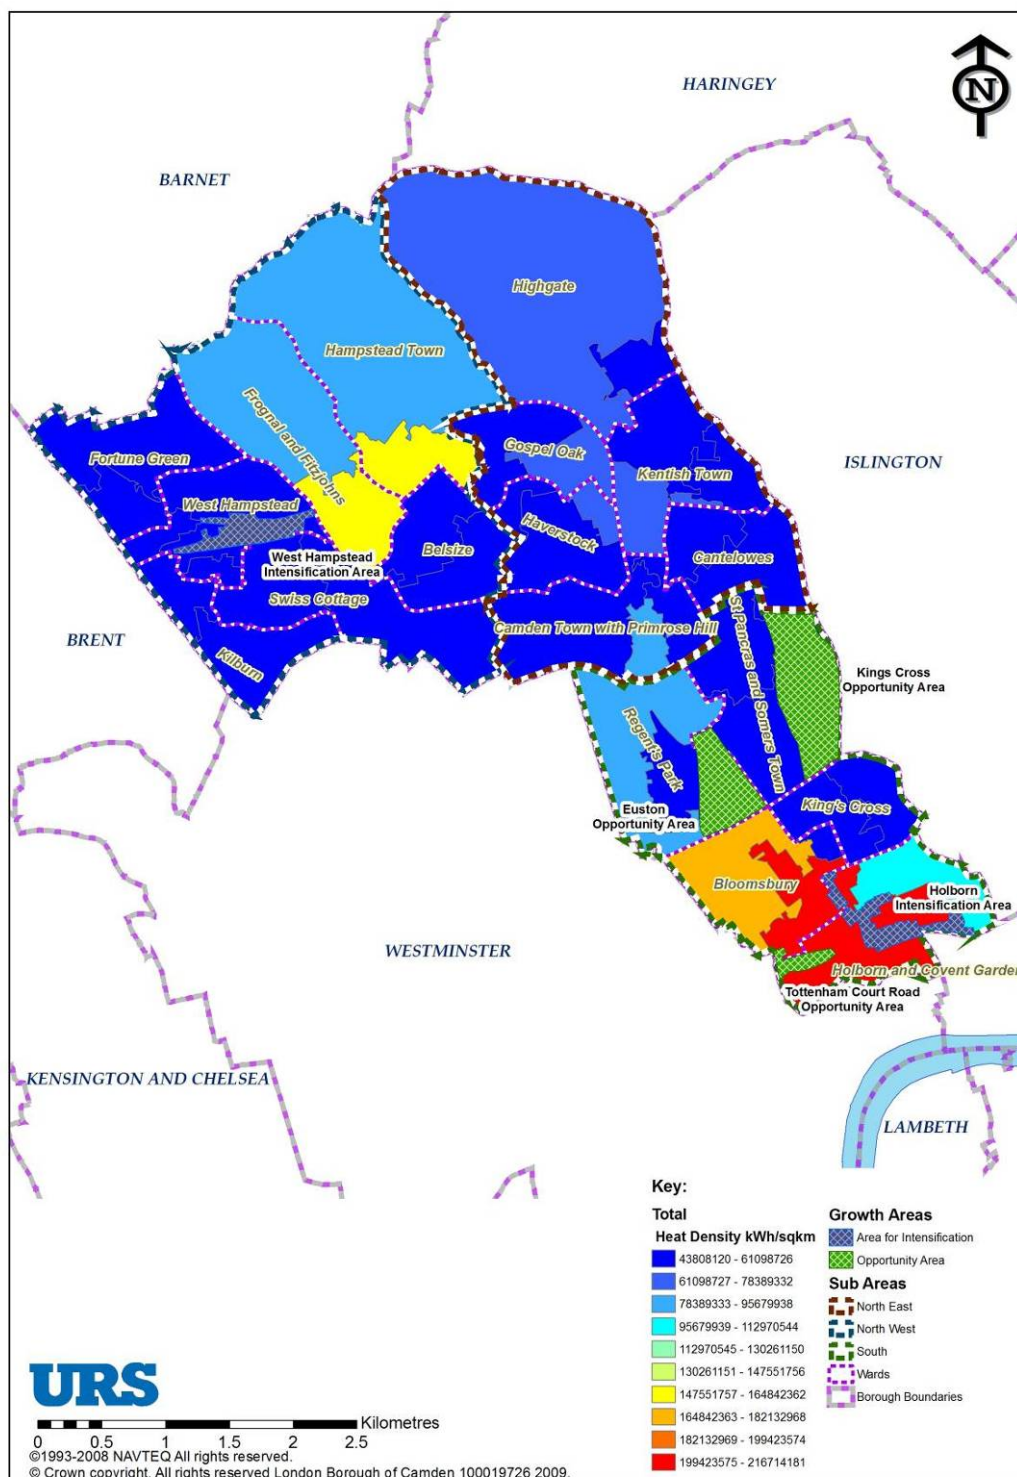 HARINGEY
N
BARNET
Highgate
Hampstead Town
Frognal and Fitzjohns
Gospel Oak
Fortune Green
Kentish Town
ISLINGTON
West Hampstead
Haverstock
Belsize
Cantelowes
West Hampstead
Intensification Area
Swiss Cottage
BRENT
Camden Town with Primrose Hill
St Pancras and Somers Town
Kilburn
Kings Cross
Opportunity Area
Regent's Park
Euston
Opportunity Area
King's Cross
Bloomsbury
Holborn
Intensification Area
WESTMINSTER
Holborn and Covent Garden
Tottenham Court Road
Opportunity Area
KENSINGTON AND CHELSEA
LAMBETH
Key:
Total
Heat Density kWh/sqkm
43808120 - 61098726
61098727 - 78389332
78389333 - 95679938
95679939 - 112970544
112970545 - 130261150
130261151 - 147551756
147551757 - 164842362
164842363 - 182132968
182132969 - 199423574
199423575 - 216714181
Growth Areas
Area for Intensification
Opportunity Area
Sub Areas
North East
North West
South
Wards
Borough Boundaries
URS
Kilometres
0 0.5 1 1.5 2 2.5
©1993-2008 NAVTEQ All rights reserved.
© Crown copyright. All rights reserved London Borough of Camden 100019726 2009.